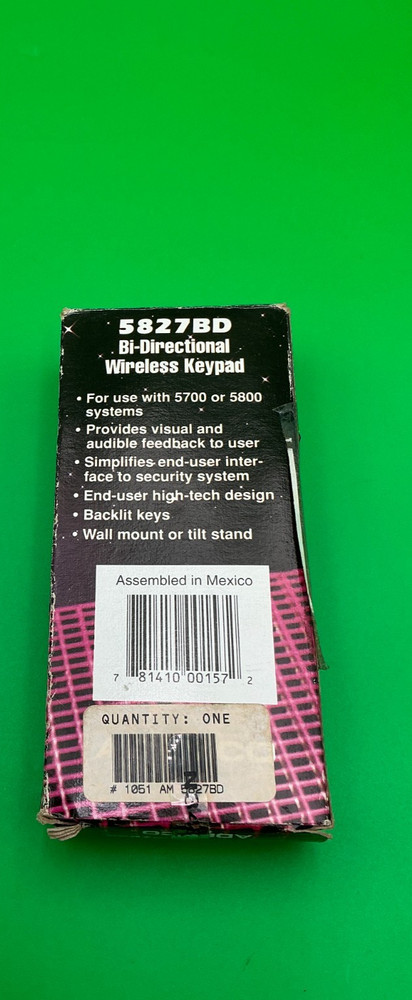 5827BD
Bi-Directional
Wireless Keypad
• For use with 5700 or 5800
systems
• Provides visual and
audible feedback to user
• Simplifies end-user inter-
face to security system
• End-user high-tech design
• Backlit keys
• Wall mount or tilt stand
Assembled in Mexico
7 81410 00157 2
QUANTITY: ONE
# 1051 AM 5827BD